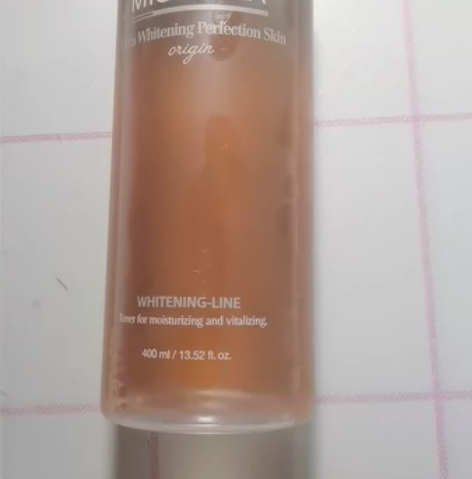 Whitening Perfection Skin
origin
WHITENING-LINE
Toner for moisturizing and vitalizing.
400 ml / 13.52 fl. oz.